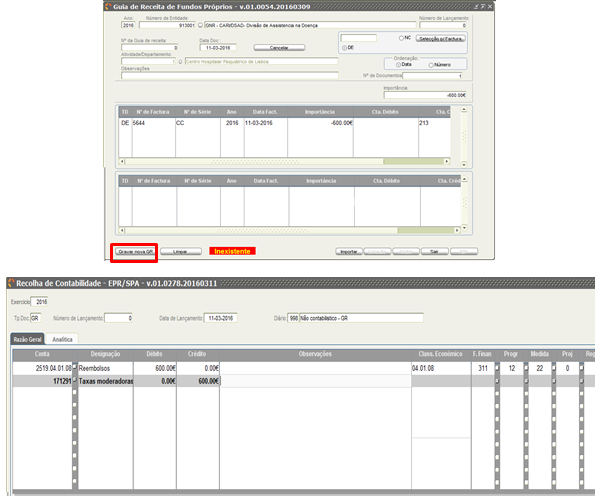 Guia de Receita de Fundos Próprios - v.01.0054.20160309
Ano: Número de Entidade: Número de Lançamento
2016 913001 GNR - CARI/DSAD- Divisão de Assistencia na Doença 0
Nº da Guia de receita: Data Doc:
0 11-03-2016 Cancelar
NC Selecção p/Factura
DE
Atividade/Departamento:
1 Centro Hospitalar Psiquiátrico de Lisboa
Ordenação:
Data Número
Observações
Nº de Documentos: 1
Importância:
-600.00€
TD Nº de Factura Nº de Série Ano Data Fact. Importância Cta. Débito Cta. C
DE 5644 CC 2016 11-03-2016 -600.00€ 213
TD Nº de Factura Nº de Série Ano Data Fact. Importância Cta. Débito Cta. Créd
Gravar nova GR Limpar Inexistente Importar Sair
Recolha de Contabilidade - EPR/SPA - v.01.0278.20160311
Exercício: 2016
Tp.Doc: GR Número de Lançamento: 0 Data de Lançamento: 11-03-2016 Diário: 998 Não contabilístico - GR
Razão Geral Analítica
Conta Designação Débito Crédito Observações Class. Económico F. Finan Progr Medida Proj Reg
2519.04.01.08 Reembolsos 600.00€ 0.00€ 04.01.08 311 12 22 0
171291 Taxas moderadoras 0.00€ 600.00€